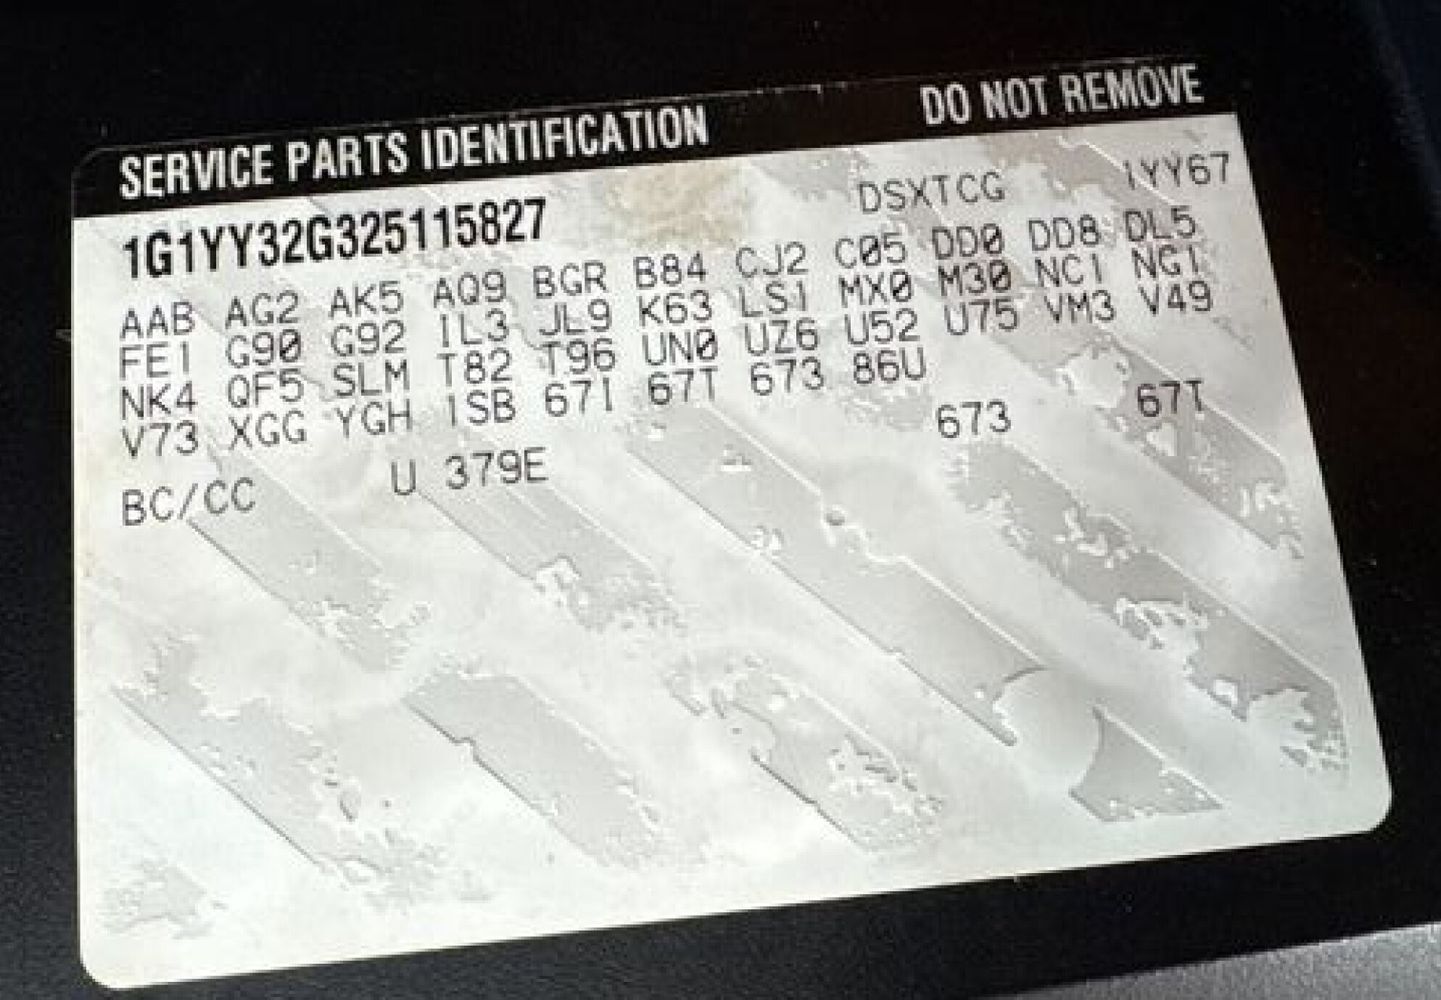 SERVICE PARTS IDENTIFICATION DO NOT REMOVE
1G1YY32G325115827 DSXTCG 1YY67
AAB AG2 AK5 AQ9 BGR B84 CJ2 C05 DD0 DD8 DL5
FE1 G90 G92 IL3 JL9 K63 LS1 MX0 M30 NC1 NG1
NK4 QF5 SLM T82 T96 UN0 UZ6 U52 U75 VM3 V49
V73 XGG YGH 1SB 67I 67T 673 86U
673 67I
BC/CC U 379E